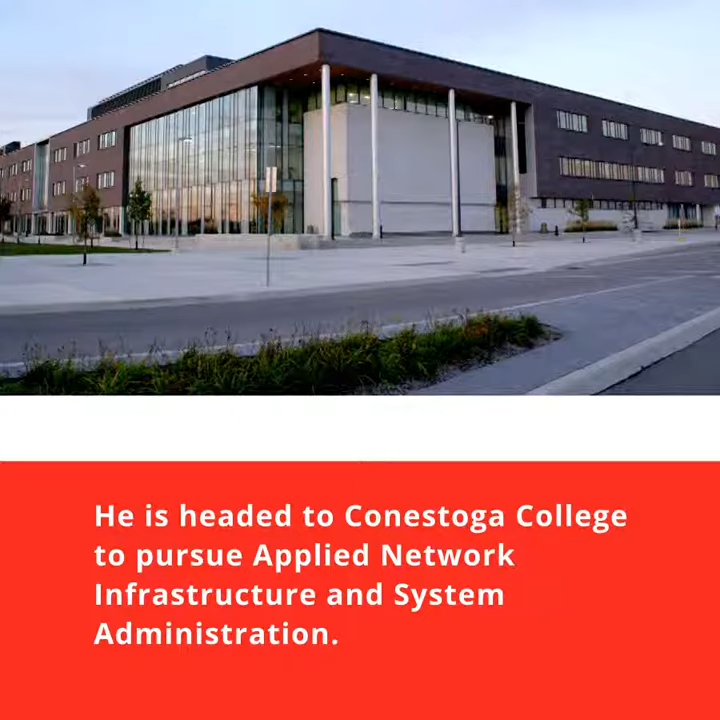 He is headed to Conestoga College
to pursue Applied Network
Infrastructure and System
Administration.